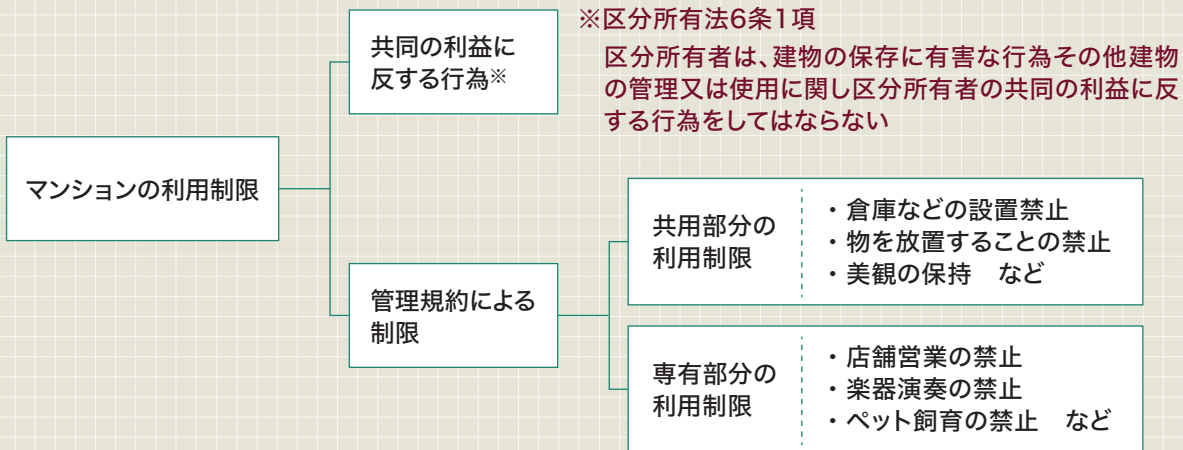 共同の利益に
反する行為※
※区分所有法6条1項
区分所有者は、建物の保存に有害な行為その他建物
の管理又は使用に関し区分所有者の共同の利益に反
する行為をしてはならない
マンションの利用制限
管理規約による
制限
共用部分の
利用制限
・倉庫などの設置禁止
・物を放置することの禁止
・美観の保持　など
専有部分の
利用制限
・店舗営業の禁止
・楽器演奏の禁止
・ペット飼育の禁止　など